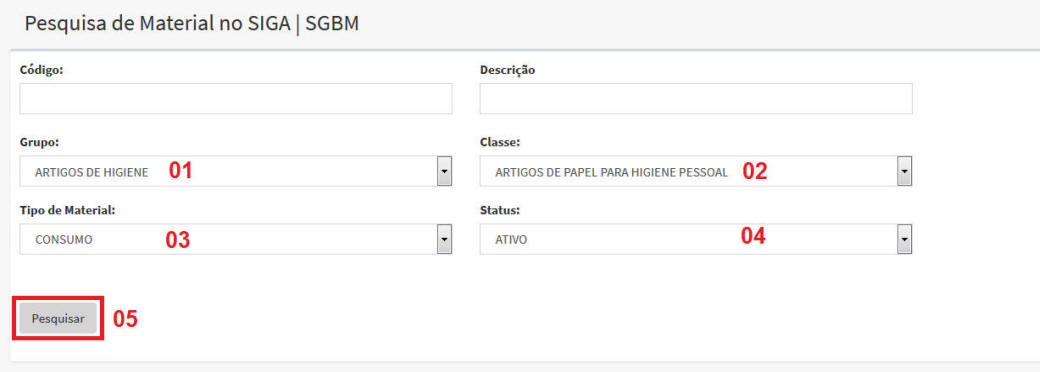 Pesquisa de Material no SIGA | SGBM
Código: Descrição
Grupo: Classe:
ARTIGOS DE HIGIENE 01 ARTIGOS DE PAPEL PARA HIGIENE PESSOAL 02
Tipo de Material: Status:
CONSUMO 03 ATIVO 04
Pesquisar 05